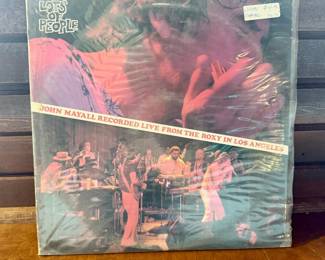 LOTS
OF PEOPLE
JOHN MAYALL RECORDED LIVE FROM THE ROXY IN LOS ANGELES